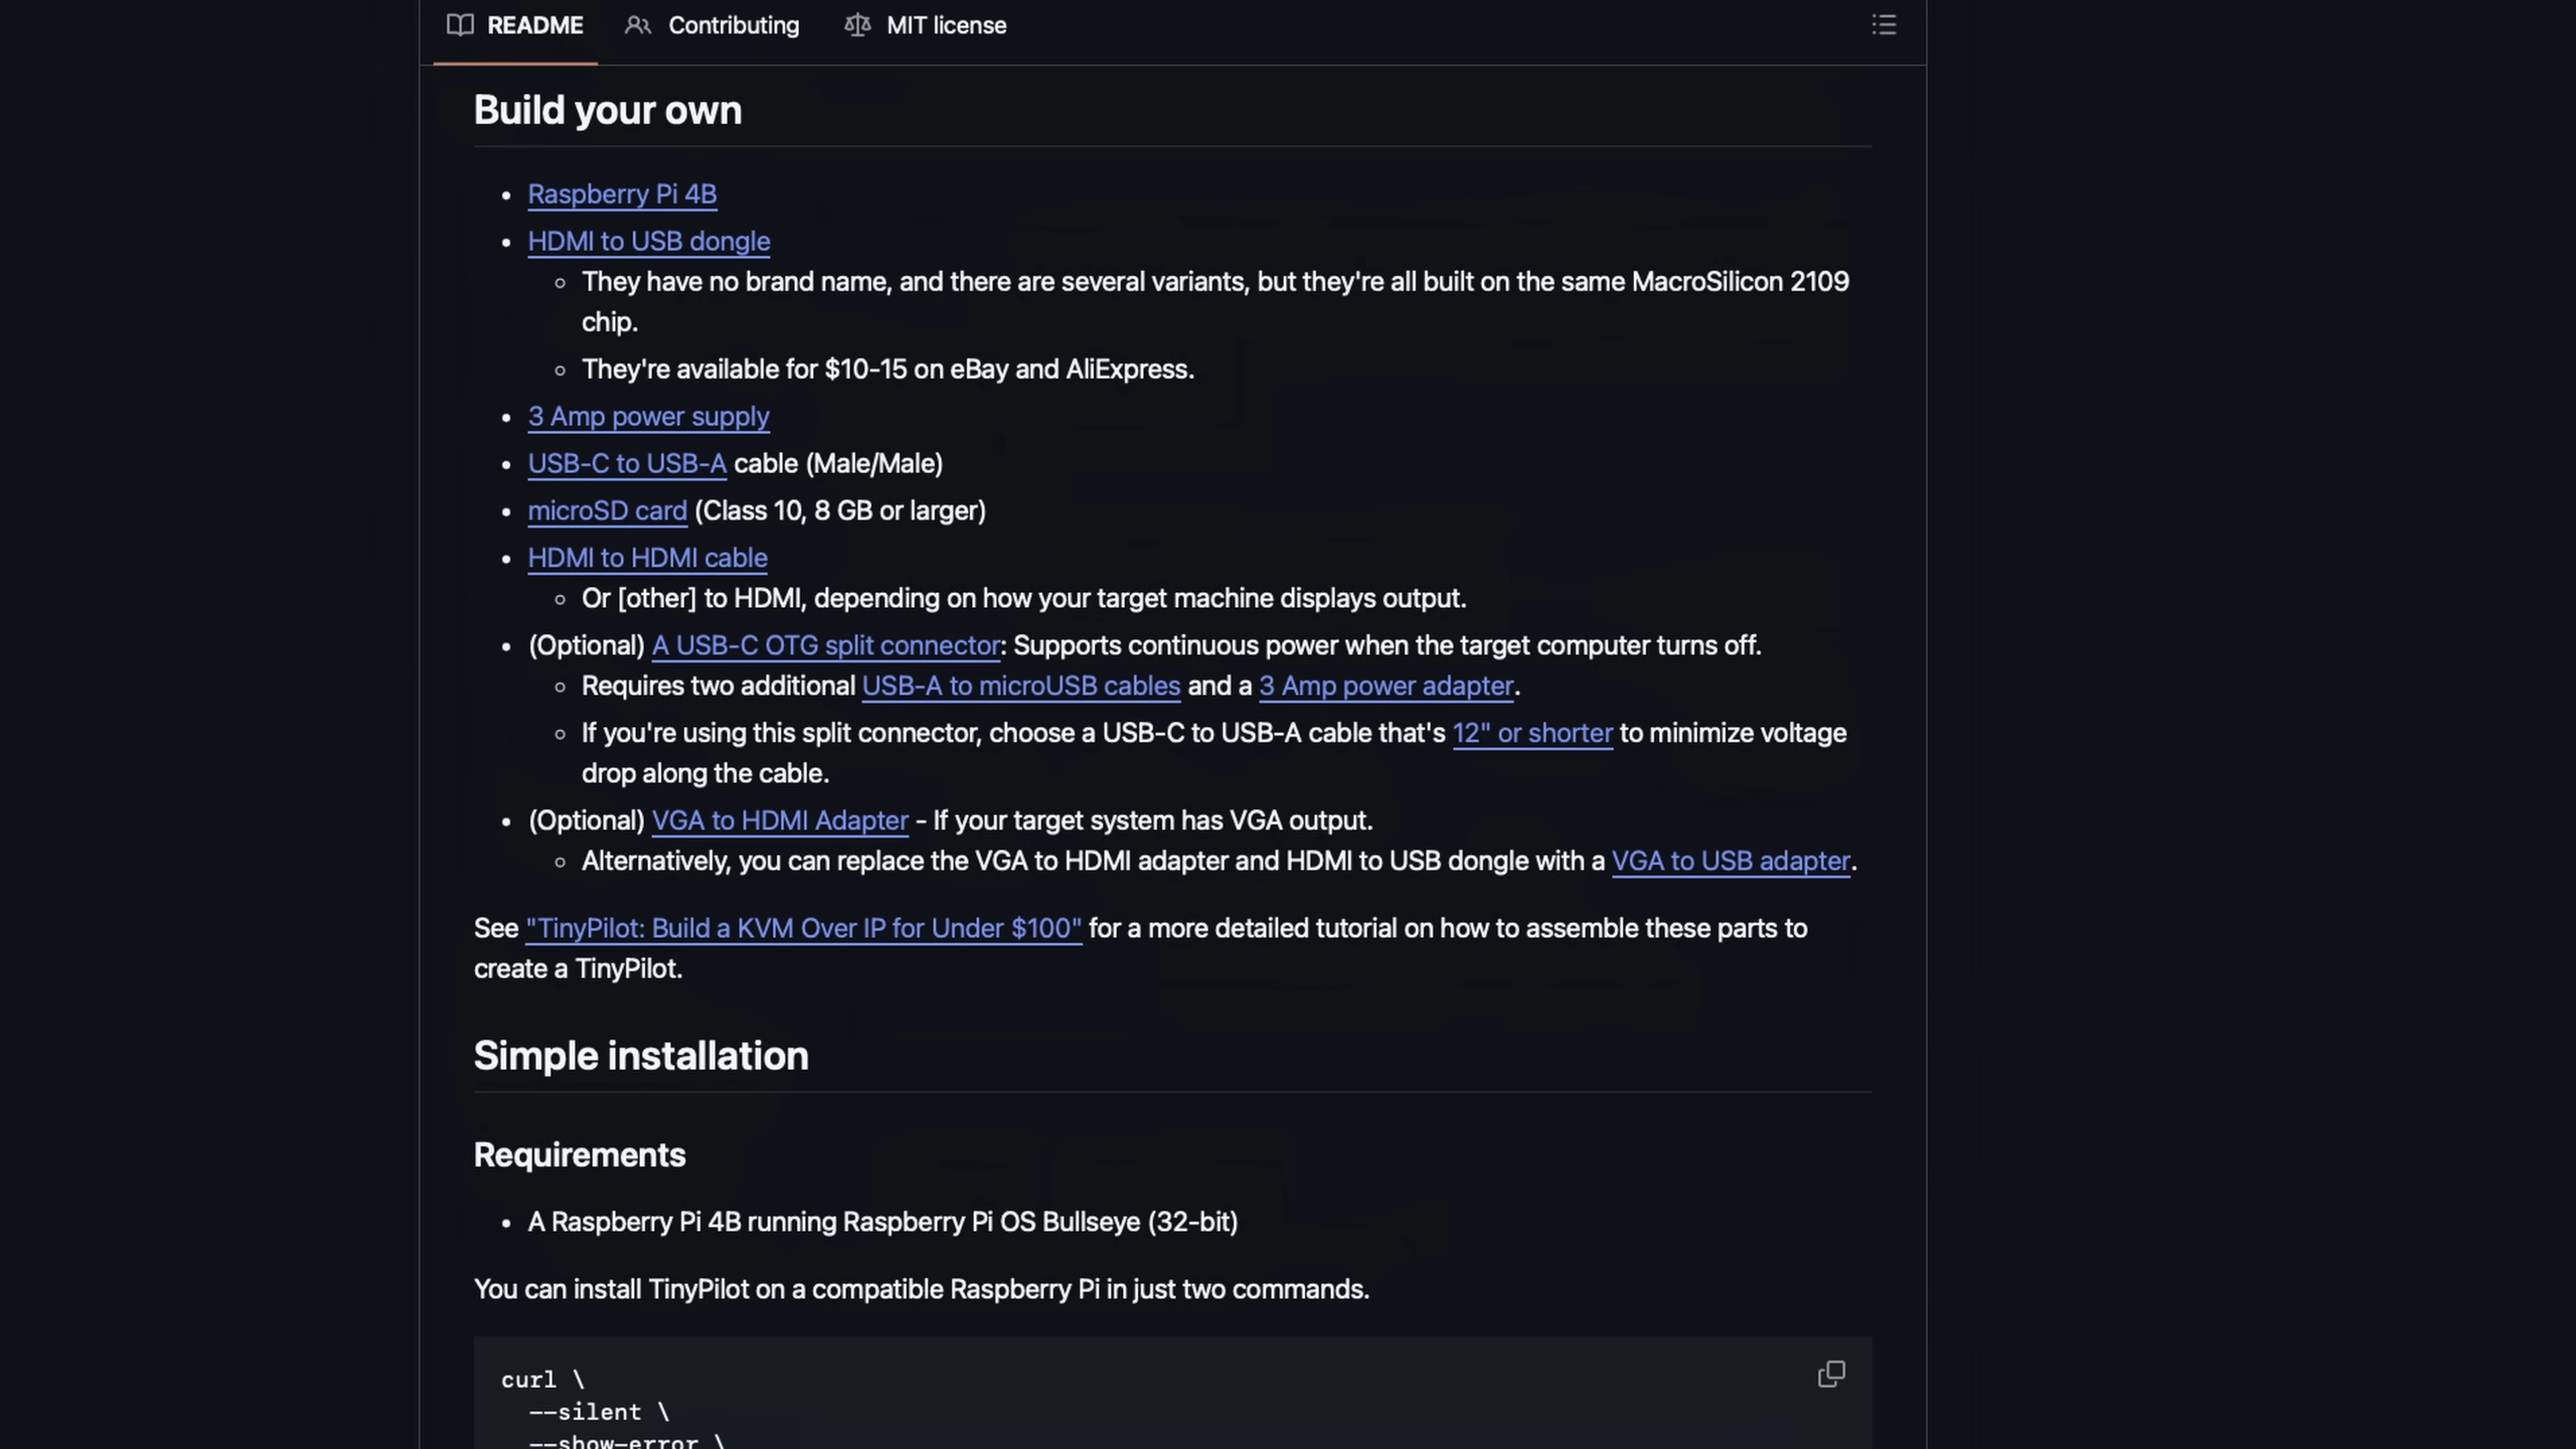 README Contributing MIT license
Build your own
• Raspberry Pi 4B
• HDMI to USB dongle
◦ They have no brand name, and there are several variants, but they're all built on the same MacroSilicon 2109
chip.
◦ They're available for $10-15 on eBay and AliExpress.
• 3 Amp power supply
• USB-C to USB-A cable (Male/Male)
• microSD card (Class 10, 8 GB or larger)
• HDMI to HDMI cable
◦ Or [other] to HDMI, depending on how your target machine displays output.
• (Optional) A USB-C OTG split connector: Supports continuous power when the target computer turns off.
◦ Requires two additional USB-A to microUSB cables and a 3 Amp power adapter.
◦ If you're using this split connector, choose a USB-C to USB-A cable that's 12" or shorter to minimize voltage
drop along the cable.
• (Optional) VGA to HDMI Adapter - If your target system has VGA output.
◦ Alternatively, you can replace the VGA to HDMI adapter and HDMI to USB dongle with a VGA to USB adapter.
See "TinyPilot: Build a KVM Over IP for Under $100" for a more detailed tutorial on how to assemble these parts to
create a TinyPilot.
Simple installation
Requirements
• A Raspberry Pi 4B running Raspberry Pi OS Bullseye (32-bit)
You can install TinyPilot on a compatible Raspberry Pi in just two commands.
curl \
--silent \
--show-error \